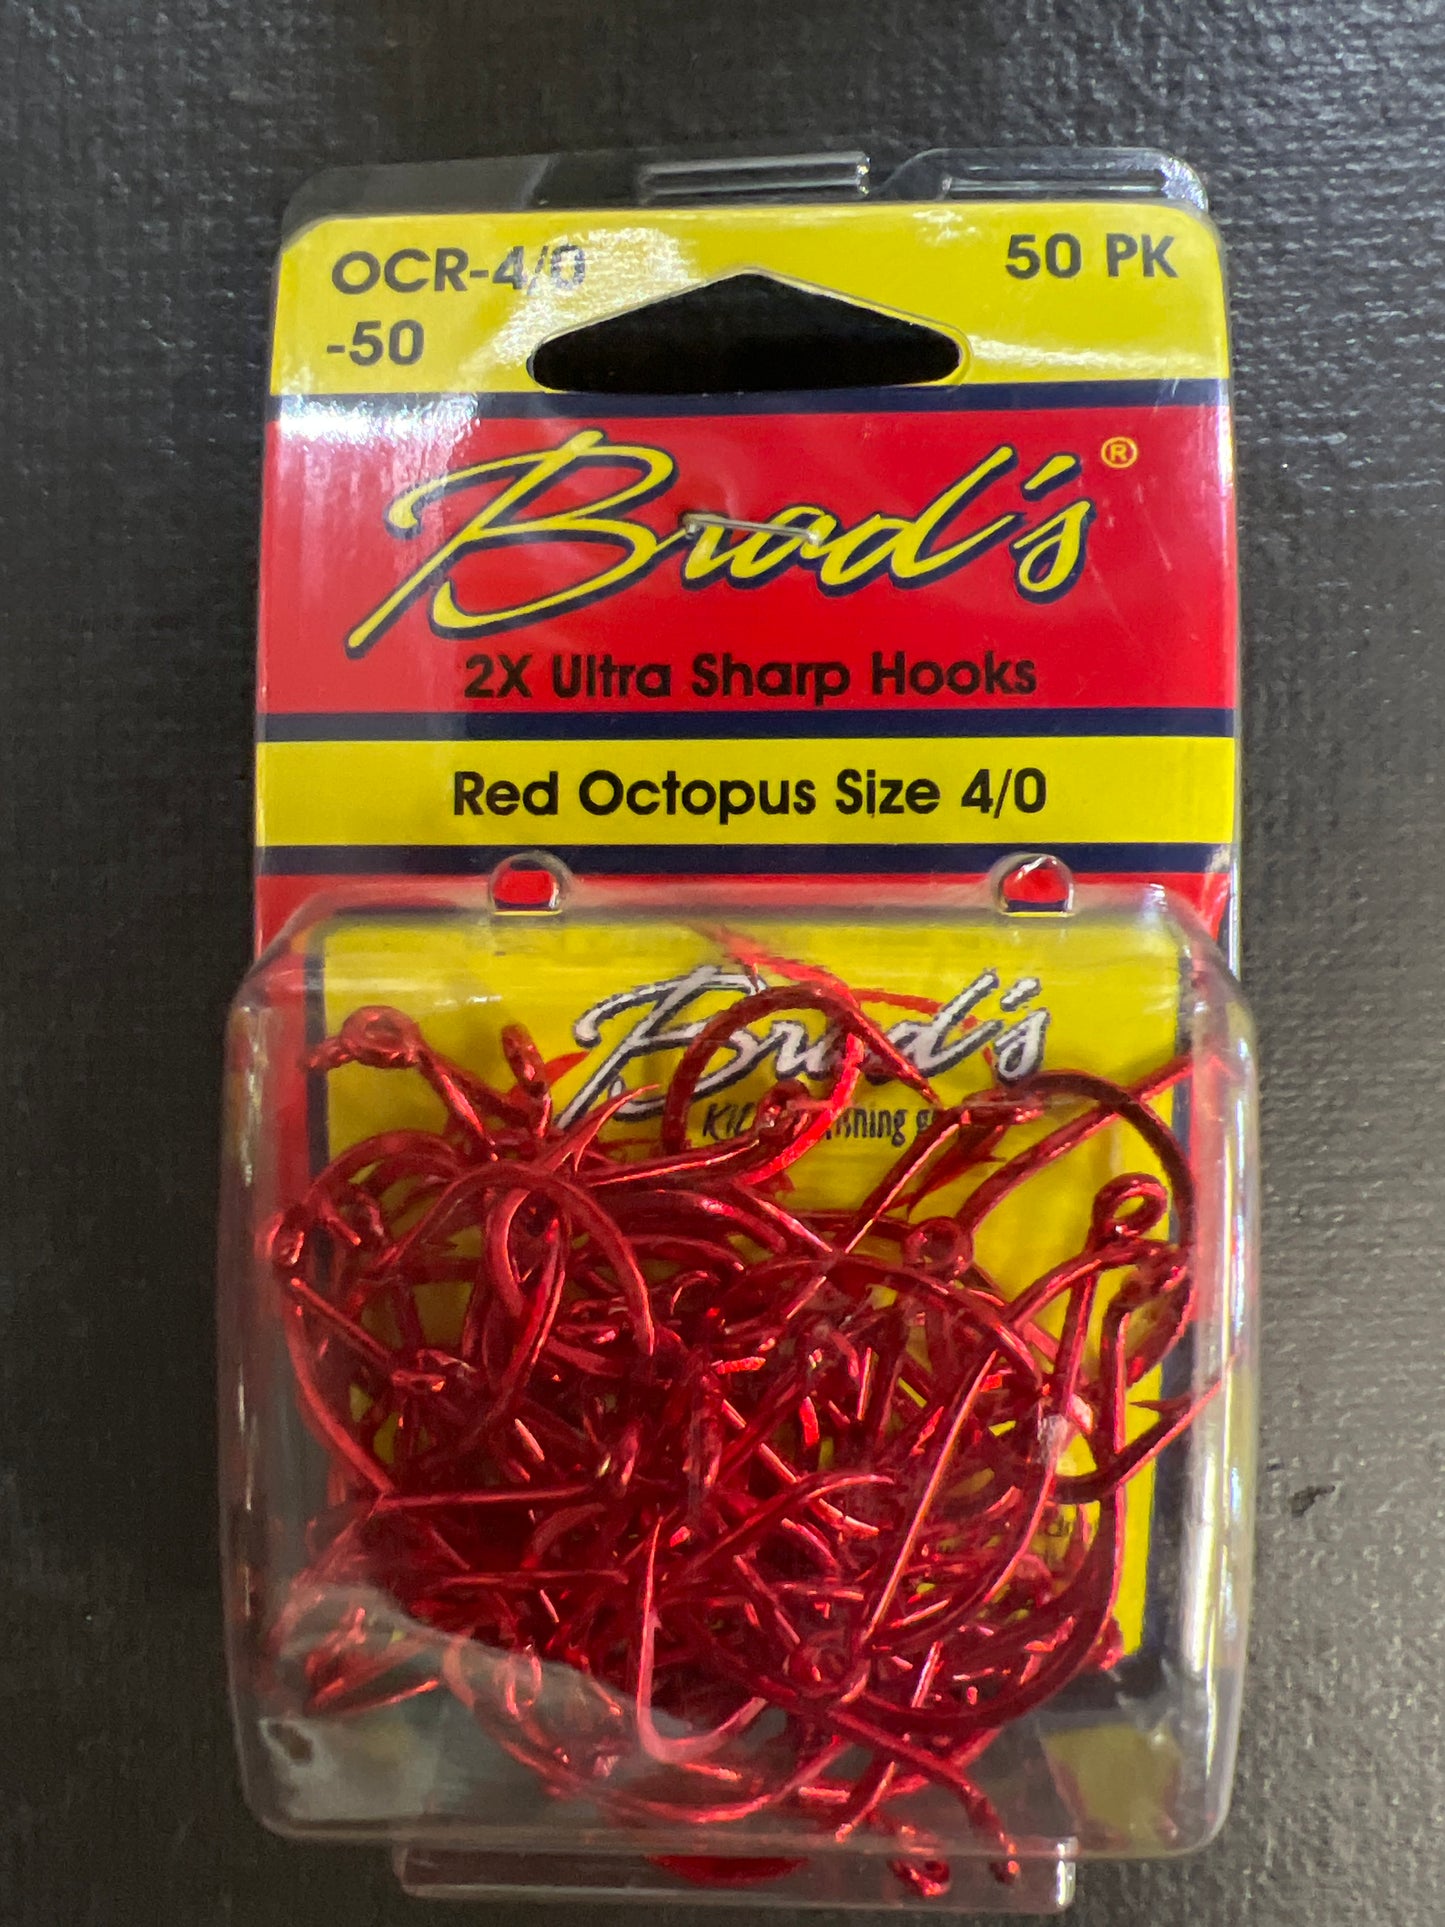 OCR-4/0
-50
50 PK
Brad's®
2X Ultra Sharp Hooks
Red Octopus Size 4/0
Brad's